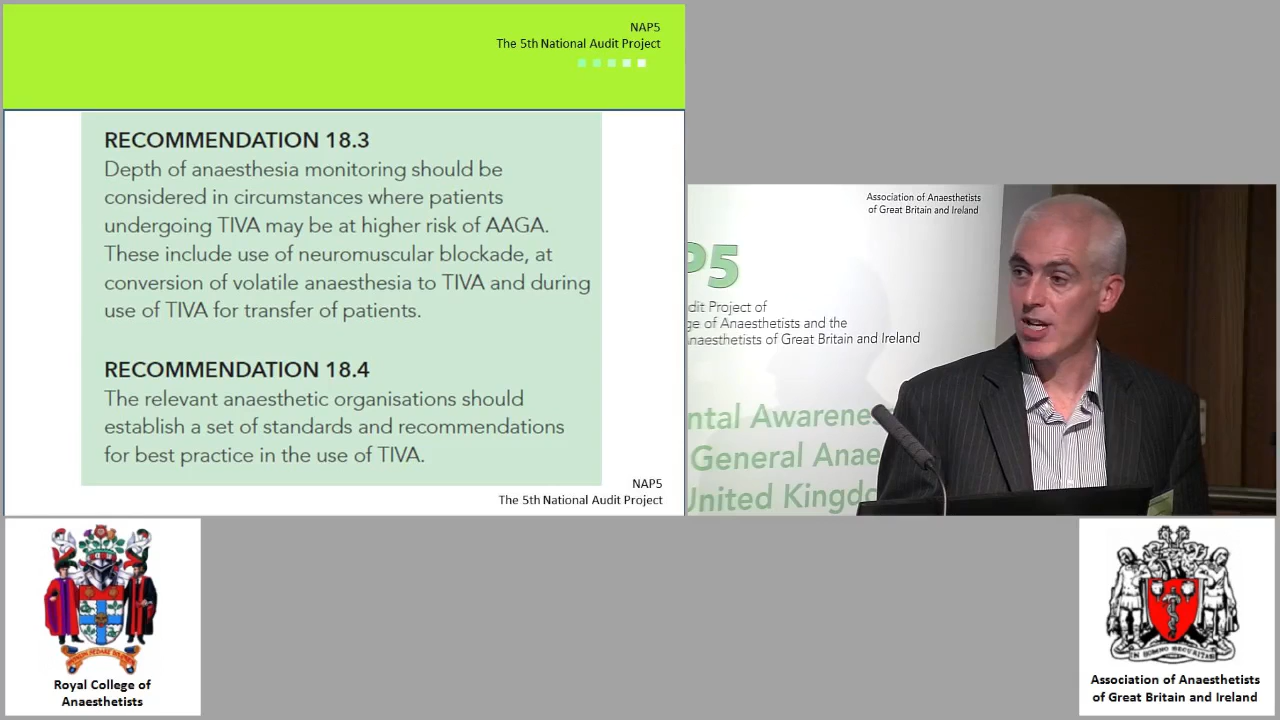 NAP5
The 5th National Audit Project
RECOMMENDATION 18.3
Depth of anaesthesia monitoring should be
considered in circumstances where patients
undergoing TIVA may be at higher risk of AAGA.
These include use of neuromuscular blockade, at
conversion of volatile anaesthesia to TIVA and during
use of TIVA for transfer of patients.
RECOMMENDATION 18.4
The relevant anaesthetic organisations should
establish a set of standards and recommendations
for best practice in the use of TIVA.
NAP5
The 5th National Audit Project
Association of Anaesthetists
of Great Britain and Ireland
P5
dit Project of
ge of Anaesthetists and the
naesthetists of Great Britain and Ireland
ntal Awarenes
General Anae
United Kingdo
Royal College of
Anaesthetists
IN SOMNO SECURITAS
Association of Anaesthetists
of Great Britain and Ireland